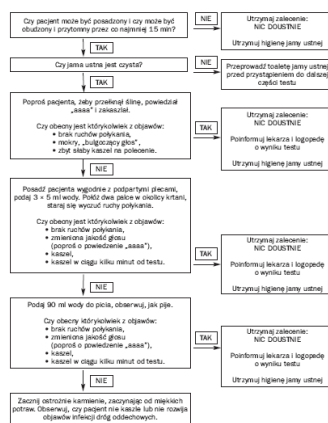 Czy pacjent może być posadzony i czy może być
obudzony i przytomny przez co najmniej 15 min?
NIE
Utrzymaj zalecenie:
NIC DOUSTNIE
Utrzymuj higienę jamy ustnej
TAK
Czy jama ustna jest czysta?
NIE
Przeprowadź toaletę jamy ustnej
przed przystąpieniem do dalszej
części testu
TAK
Poproś pacjenta, żeby przełknął ślinę, powiedział
„aaaa” i zakaszlał.
Czy obecny jest którykolwiek z objawów:
• brak ruchów połykania,
• mokry, „bulgoczący głos”,
• zbyt słaby kaszel na polecenie.
TAK
Utrzymaj zalecenie:
NIC DOUSTNIE
Poinformuj lekarza i logopedę
o wyniku testu
Utrzymuj higienę jamy ustnej
NIE
Posadź pacjenta wygodnie z podpartymi plecami,
podaj 3 × 5 ml wody. Połóż dwa palce w okolicy krtani,
staraj się wyczuć ruchy połykania.
Czy obecny jest którykolwiek z objawów:
• brak ruchów połykania,
• zmieniona jakość głosu
(poproś o powiedzenie „aaaa”),
• kaszel,
• kaszel w ciągu kilku minut od testu.
TAK
Utrzymaj zalecenie:
NIC DOUSTNIE
Poinformuj lekarza i logopedę
o wyniku testu
Utrzymuj higienę jamy ustnej
NIE
Podaj 90 ml wody do picia, obserwuj, jak pije.
Czy obecny którykolwiek z objawów:
• brak ruchów połykania,
• zmieniona jakość głosu
(poproś o powiedzenie „aaaa”),
• kaszel,
• kaszel w ciągu kilku minut od testu.
TAK
Utrzymaj zalecenie:
NIC DOUSTNIE
Poinformuj lekarza i logopedę
o wyniku testu
Utrzymuj higienę jamy ustnej
NIE
Zacznij ostrożnie karmienie, zaczynając od miękkich
potraw. Obserwuj, czy pacjent nie kaszle lub nie rozwija
objawów infekcji dróg oddechowych.